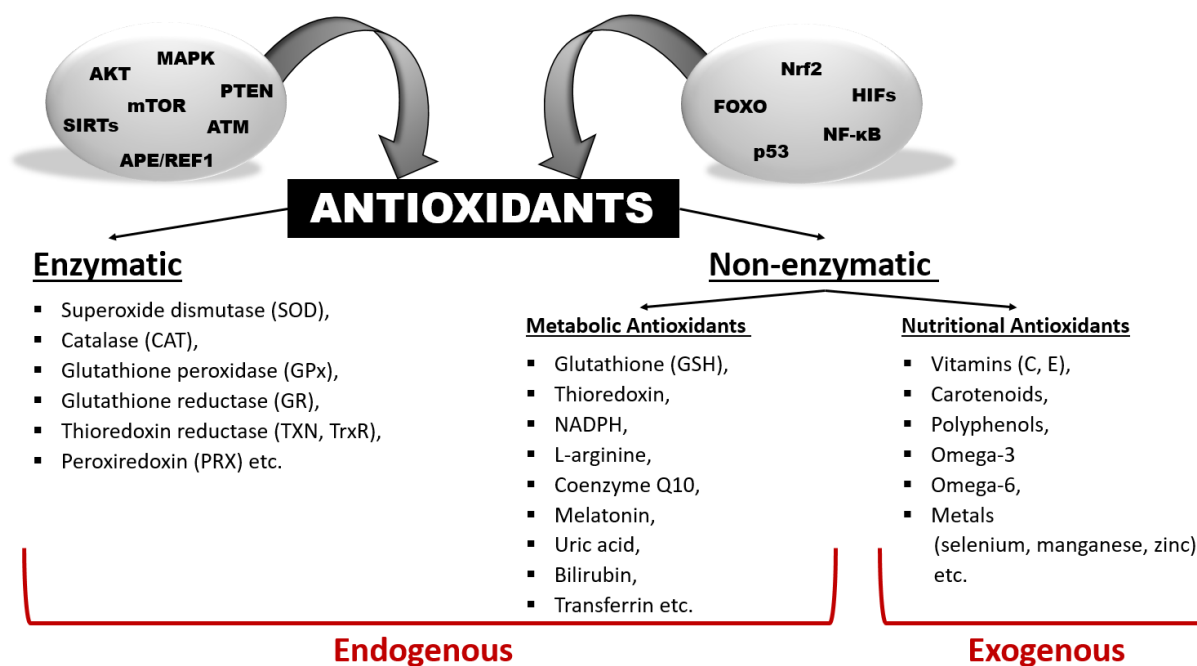 MAPK
AKT
PTEN
mTOR
SIRTs
ATM
APE/REF1
Nrf2
HIFs
FOXO
NF-κB
p53
ANTIOXIDANTS
Enzymatic
▪ Superoxide dismutase (SOD),
▪ Catalase (CAT),
▪ Glutathione peroxidase (GPx),
▪ Glutathione reductase (GR),
▪ Thioredoxin reductase (TXN, TrxR),
▪ Peroxiredoxin (PRX) etc.
Non-enzymatic
Metabolic Antioxidants
▪ Glutathione (GSH),
▪ Thioredoxin,
▪ NADPH,
▪ L-arginine,
▪ Coenzyme Q10,
▪ Melatonin,
▪ Uric acid,
▪ Bilirubin,
▪ Transferrin etc.
Nutritional Antioxidants
▪ Vitamins (C, E),
▪ Carotenoids,
▪ Polyphenols,
▪ Omega-3
▪ Omega-6,
▪ Metals
(selenium, manganese, zinc)
etc.
Endogenous
Exogenous